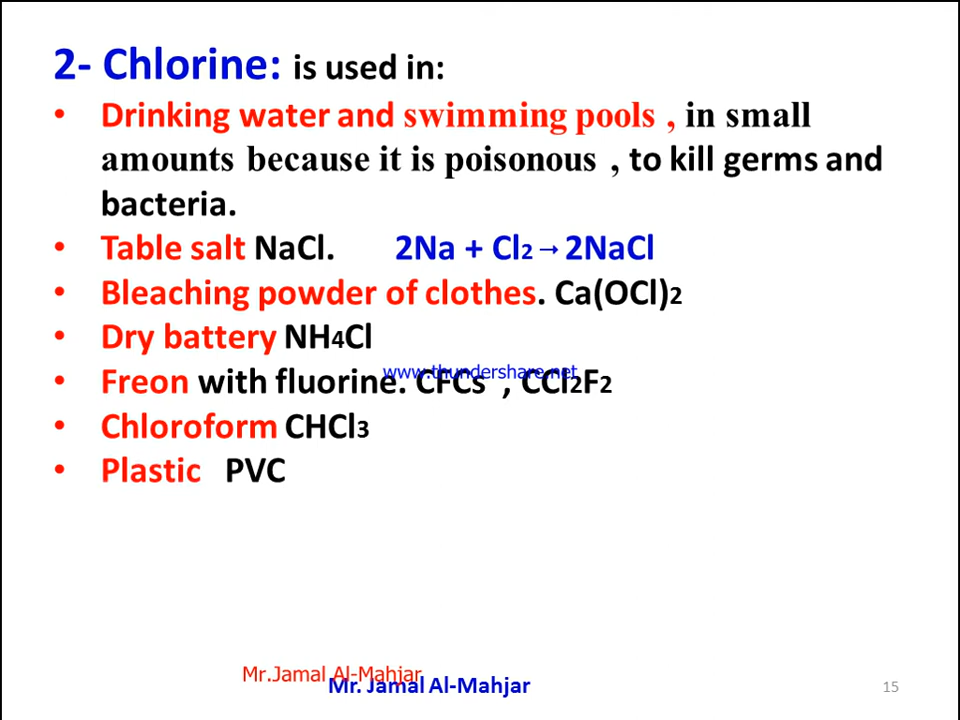 2- Chlorine: is used in:
• Drinking water and swimming pools , in small
amounts because it is poisonous , to kill germs and
bacteria.
• Table salt NaCl. 2Na + Cl2 → 2NaCl
• Bleaching powder of clothes. Ca(OCl)2
• Dry battery NH4Cl
www.thundershare.net
• Freon with fluorine. CFCs , CCl2F2
• Chloroform CHCl3
• Plastic PVC
Mr.Jamal Al-Mahjar
Mr. Jamal Al-Mahjar
15